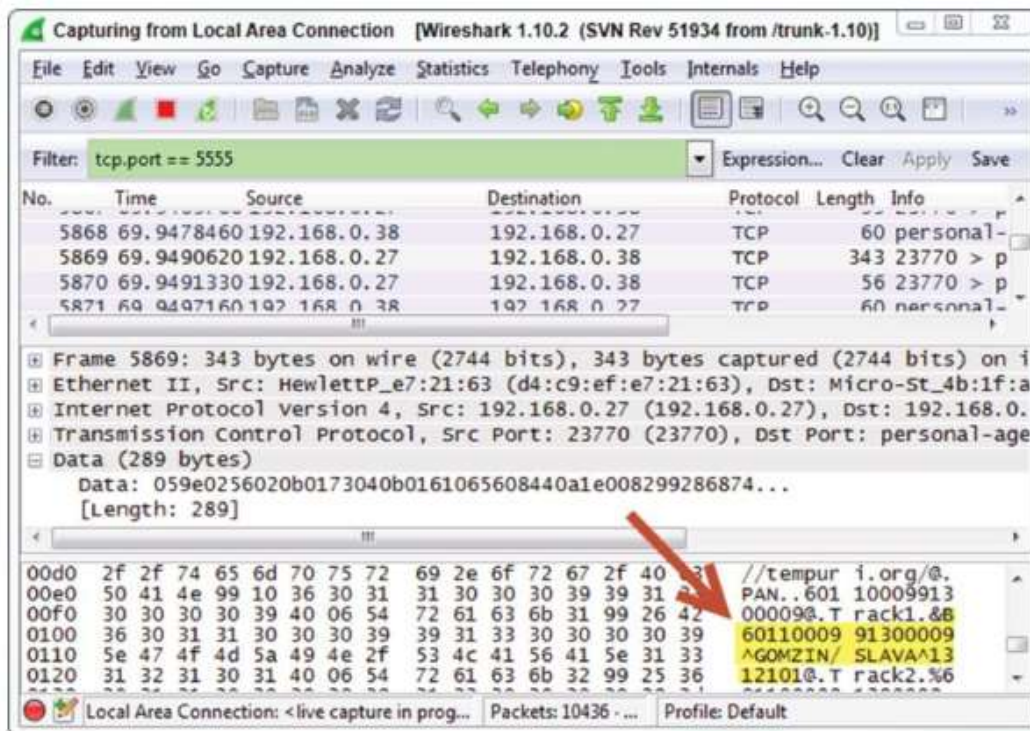 Capturing from Local Area Connection [Wireshark 1.10.2 (SVN Rev 51934 from /trunk-1.10)]
File Edit View Go Capture Analyze Statistics Telephony Tools Internals Help
Filter: tcp.port == 5555 Expression... Clear Apply Save
No. Time Source Destination Protocol Length Info
5868 69.9478460 192.168.0.38 192.168.0.27 TCP 60 personal-
5869 69.9490620 192.168.0.27 192.168.0.38 TCP 343 23770 > p
5870 69.9491330 192.168.0.27 192.168.0.38 TCP 56 23770 > p
5871 69.9497160 192.168.0.38 192.168.0.27 TCP 60 personal-
Frame 5869: 343 bytes on wire (2744 bits), 343 bytes captured (2744 bits) on i
Ethernet II, Src: HewlettP_e7:21:63 (d4:c9:ef:e7:21:63), Dst: Micro-St_4b:1f:a
Internet Protocol Version 4, Src: 192.168.0.27 (192.168.0.27), Dst: 192.168.0.
Transmission Control Protocol, Src Port: 23770 (23770), Dst Port: personal-age
Data (289 bytes)
Data: 059e0256020b0173040b0161065608440a1e008299286874...
[Length: 289]
00d0 2f 2f 74 65 6d 70 75 72 69 2e 6f 72 67 2f 40 //tempur i.org/@.
00e0 50 41 4e 99 10 36 30 31 31 30 30 30 39 39 31 PAN..601 10009913
00f0 30 30 30 30 39 40 06 54 72 61 63 6b 31 99 26 42 00009@.T rack1.&B
0100 36 30 31 31 30 30 30 39 39 31 33 30 30 30 30 39 60110009 91300009
0110 5e 47 4f 4d 5a 49 4e 2f 53 4c 41 56 41 5e 31 33 ^GOMZIN/ SLAVA^13
0120 31 32 31 30 31 40 06 54 72 61 63 6b 32 99 25 36 12101@.T rack2.%6
Local Area Connection: <live capture in prog... Packets: 10436 - ... Profile: Default